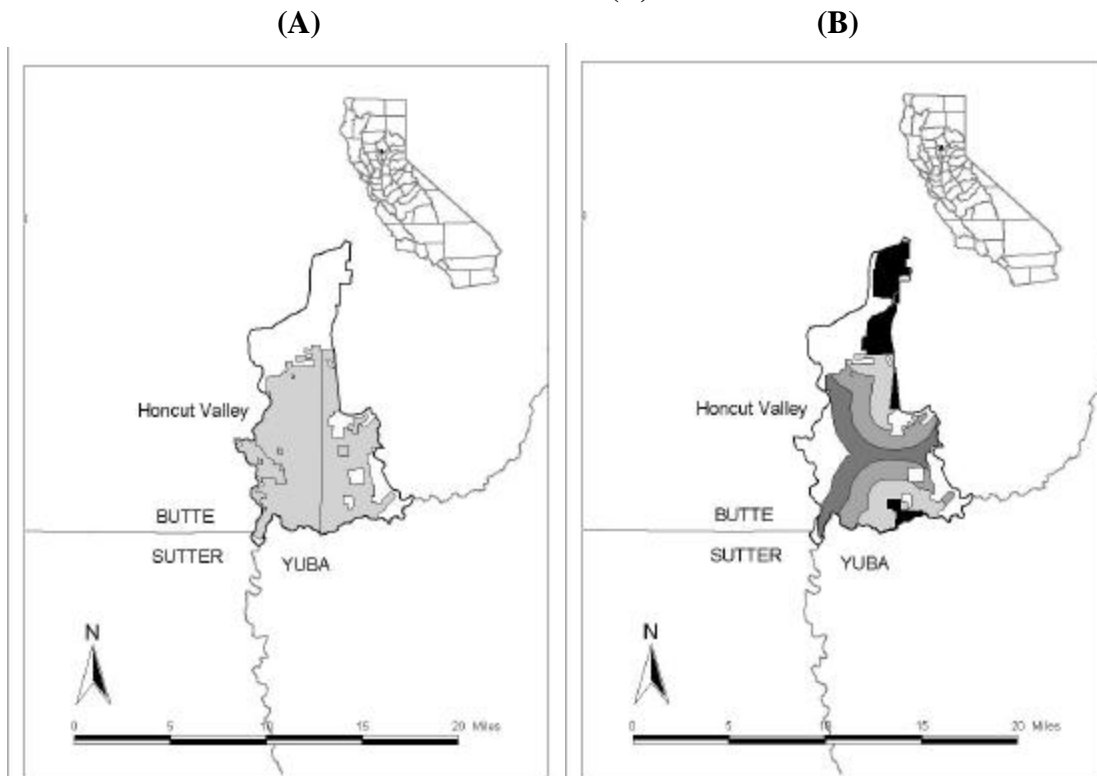 (A) (B)
Honcut Valley
BUTTE
SUTTER YUBA
N
0 5 10 15 20 Miles
Honcut Valley
BUTTE
SUTTER YUBA
N
0 5 10 15 20 Miles